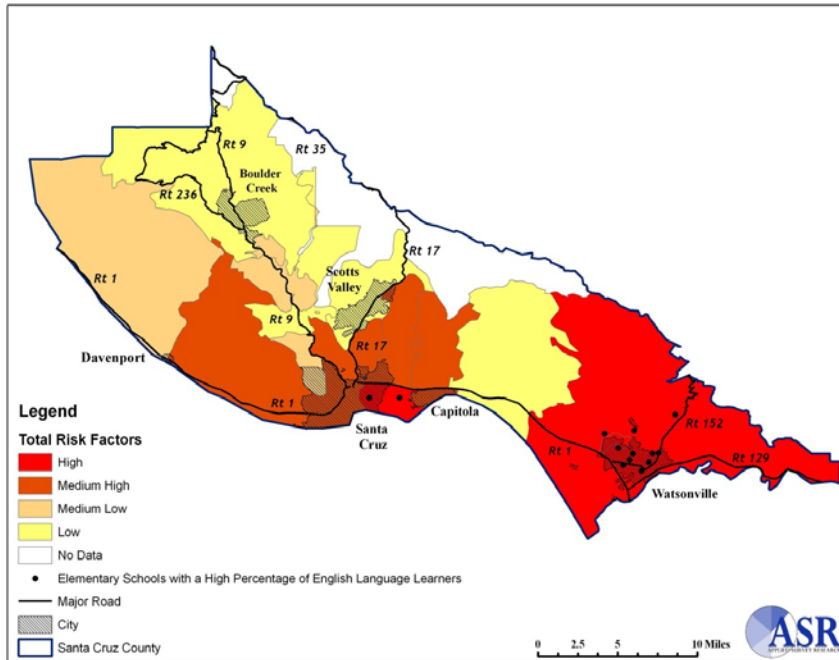 Rt 9
Rt 35
Boulder
Creek
Rt 236
Rt 17
Rt 1
Scotts
Valley
Rt 9
Davenport
Rt 17
Rt 1
Capitola
Santa
Cruz
Rt 152
Rt 1
Rt 129
Watsonville
Legend
Total Risk Factors
High
Medium High
Medium Low
Low
No Data
Elementary Schools with a High Percentage of English Language Learners
Major Road
City
Santa Cruz County
0 5 10 Miles
ASR
APPLIED SURVEY RESEARCH